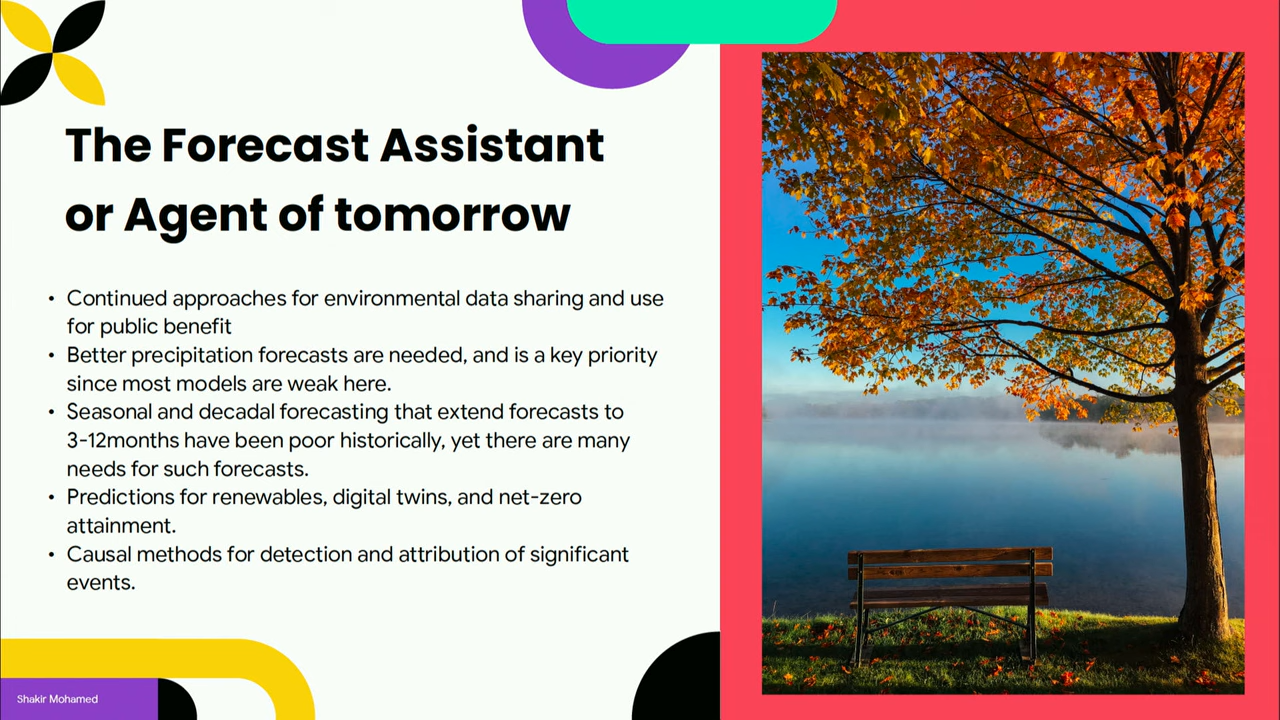 The Forecast Assistant
or Agent of tomorrow
• Continued approaches for environmental data sharing and use
for public benefit
• Better precipitation forecasts are needed, and is a key priority
since most models are weak here.
• Seasonal and decadal forecasting that extend forecasts to
3-12months have been poor historically, yet there are many
needs for such forecasts.
• Predictions for renewables, digital twins, and net-zero
attainment.
• Causal methods for detection and attribution of significant
events.
Shakir Mohamed